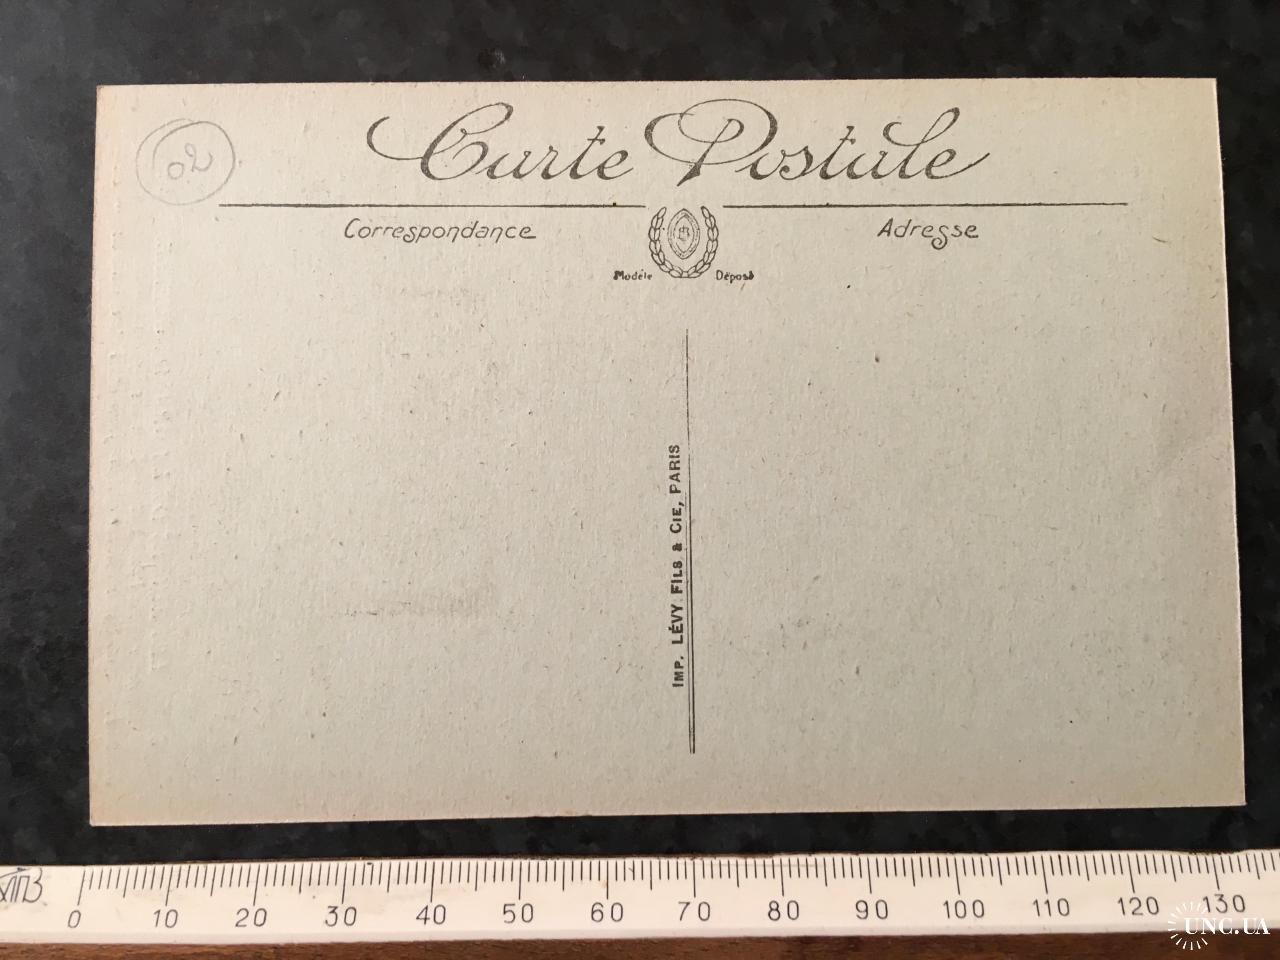 Carte Postale
02
Correspondance
Adresse
Modèle Déposé
IMP. LÉVY FILS & CIE, PARIS
0 10 20 30 40 50 60 70 80 90 100 110 120 130
UNC.UA